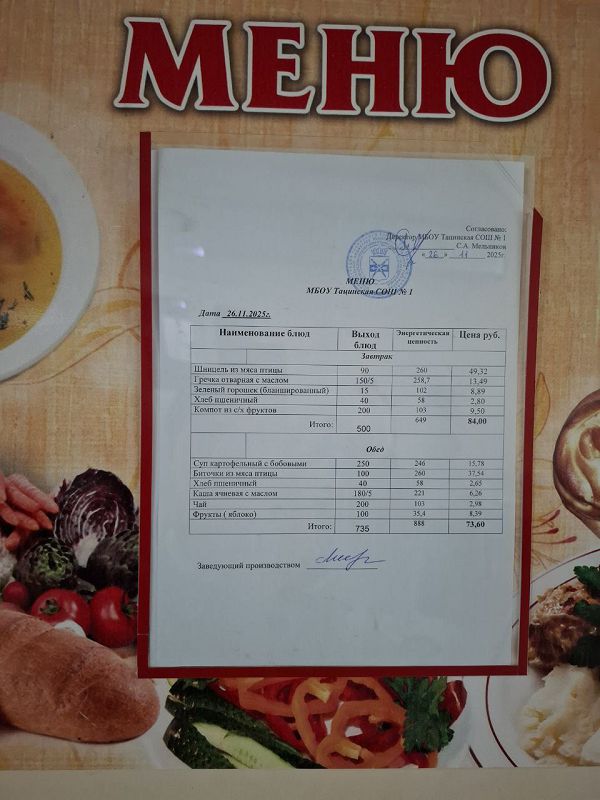 МЕНЮ
Согласовано:
Директор МБОУ Тацинская СОШ № 1
С.А. Мельников
« 26 » 11 2025г.
МЕНЮ
МБОУ Тацинская СОШ № 1
Дата 26.11.2025г.
Наименование блюд Выход блюд Энергетическая ценность Цена руб.
Завтрак
Шницель из мяса птицы 90 260 49,32
Гречка отварная с маслом 150/5 258,7 13,49
Зеленый горошек (бланшированный) 15 102 8,89
Хлеб пшеничный 40 58 2,80
Компот из с/х фруктов 200 103 9,50
Итого: 500 649 84,00
Обед
Суп картофельный с бобовыми 250 246 15,78
Биточки из мяса птицы 100 260 37,54
Хлеб пшеничный 40 58 2,65
Каша ячневая с маслом 180/5 221 6,26
Чай 200 103 2,98
Фрукты ( яблоко) 100 35,4 8,39
Итого: 735 888 73,60
Заведующий производством